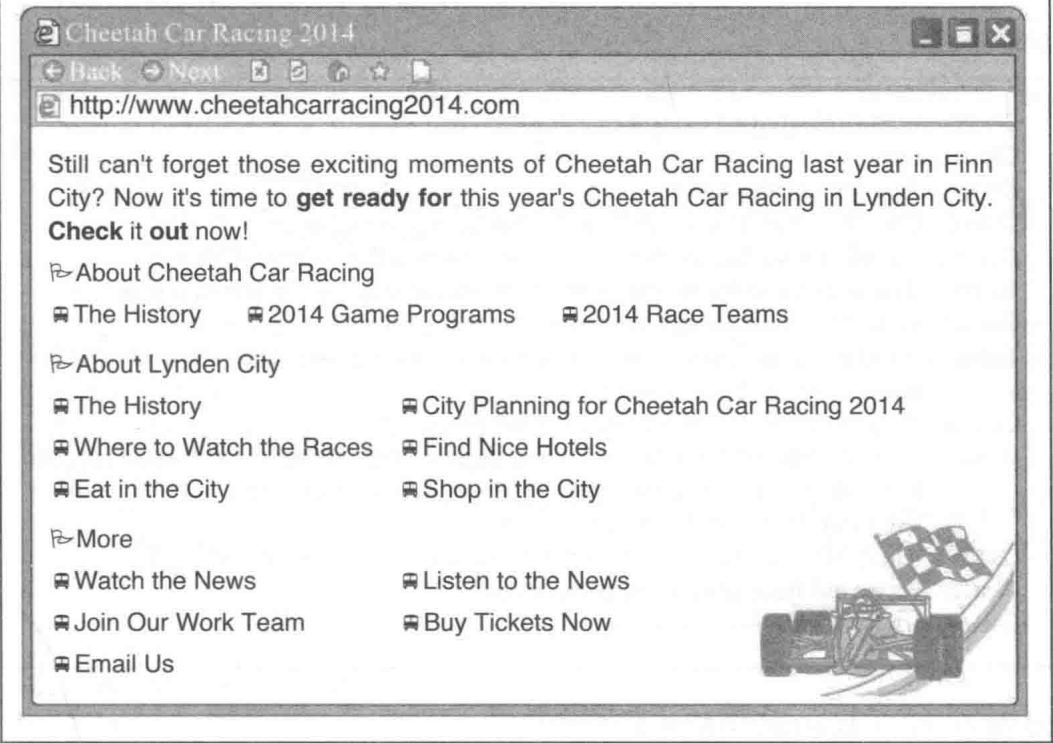 Cheetah Car Racing 2014
Back Next
http://www.cheetahcarracing2014.com
Still can't forget those exciting moments of Cheetah Car Racing last year in Finn
City? Now it's time to get ready for this year's Cheetah Car Racing in Lynden City.
Check it out now!
About Cheetah Car Racing
The History 2014 Game Programs 2014 Race Teams
About Lynden City
The History City Planning for Cheetah Car Racing 2014
Where to Watch the Races Find Nice Hotels
Eat in the City Shop in the City
More
Watch the News Listen to the News
Join Our Work Team Buy Tickets Now
Email Us